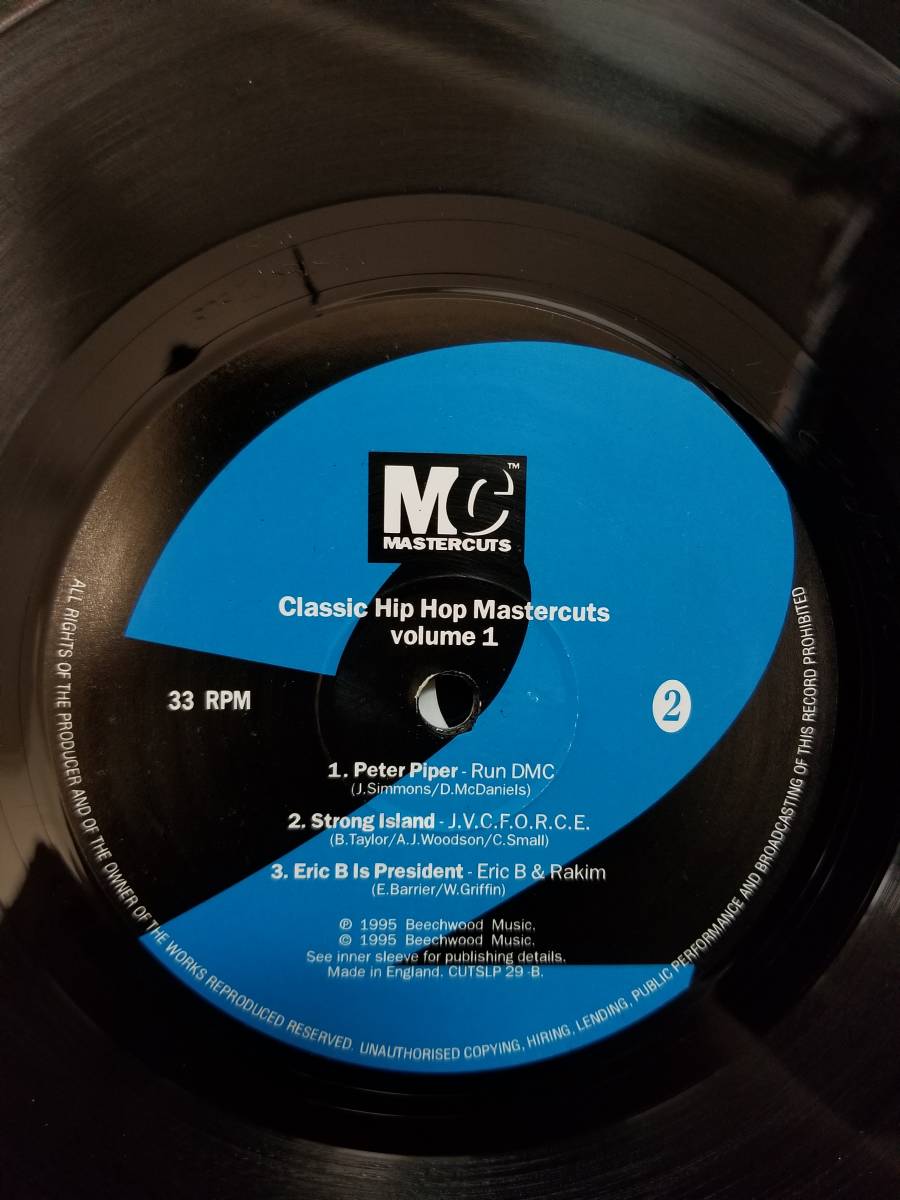 MC™
MASTERCUTS
Classic Hip Hop Mastercuts
volume 1
33 RPM
2
1. Peter Piper - Run DMC
(J.Simmons/D.McDaniels)
2. Strong Island - J.V.C.F.O.R.C.E.
(B.Taylor/A.J.Woodson/C.Small)
3. Eric B Is President - Eric B & Rakim
(E.Barrier/W.Griffin)
℗ 1995 Beechwood Music.
© 1995 Beechwood Music.
See inner sleeve for publishing details.
Made in England. CUTSLP 29 -B.
ALL RIGHTS OF THE PRODUCER AND OF THE OWNER OF THE WORKS REPRODUCED RESERVED. UNAUTHORISED COPYING, HIRING, LENDING, PUBLIC PERFORMANCE AND BROADCASTING OF THIS RECORD PROHIBITED